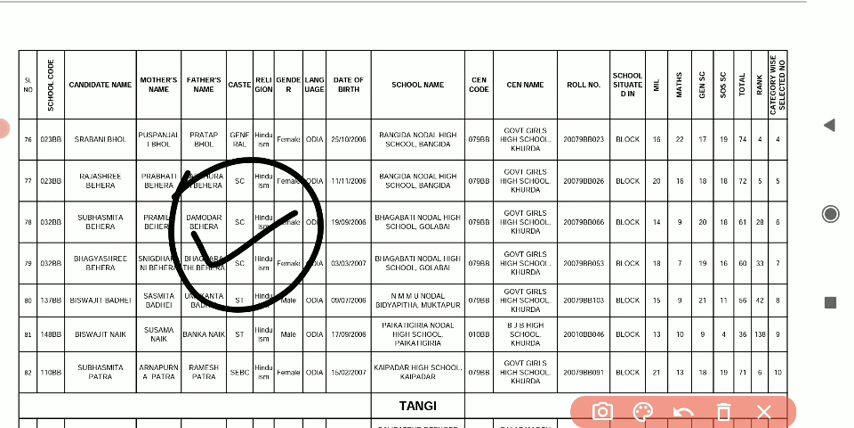 SL NO SCHOOL CODE CANDIDATE NAME MOTHER'S NAME FATHER'S NAME CASTE RELI GION GENDE R LANG UAGE DATE OF BIRTH SCHOOL NAME CEN CODE CEN NAME ROLL NO. SCHOOL SITUATE D IN MIL MATHS GEN SC SOS SC TOTAL RANK CATEGORY WISE SELECTED NO
76 023BB SRABANI BHOL PUSPANJAL I BHOL PRATAP BHOL GENE RAL Hindu ism Female ODIA 25/10/2006 BANGIDA NODAL HIGH SCHOOL, BANGIDA 079BB GOVT GIRLS HIGH SCHOOL, KHURDA 20079BB023 BLOCK 16 22 17 19 74 4 4
77 023BB RAJASHREE BEHERA PRABHATI BEHERA BEHERA SC Hindu ism Female ODIA 11/11/2006 BANGIDA NODAL HIGH SCHOOL, BANGIDA 079BB GOVT GIRLS HIGH SCHOOL, KHURDA 20079BB026 BLOCK 20 16 18 18 72 5 5
78 032BB SUBHASMITA BEHERA BEHERA DAMODAR BEHERA SC Hindu ism Female 19/09/2006 BHAGABATI NODAL HIGH SCHOOL, GOLABAI 079BB GOVT GIRLS HIGH SCHOOL, KHURDA 20079BB066 BLOCK 14 9 20 18 61 28 6
79 032BB BHAGYASHREE BEHERA BEHERA BEHERA SC Hindu ism Female ODIA 03/03/2007 BHAGABATI NODAL HIGH SCHOOL, GOLABAI 079BB GOVT GIRLS HIGH SCHOOL, KHURDA 20079BB053 BLOCK 18 7 19 16 60 33 7
80 137BB BISWAJIT BADHEI SASMITA BADHEI ST Hindu ism Male ODIA 09/07/2006 N M M U NODAL BIDYAPITHA, MUKTAPUR 079BB GOVT GIRLS HIGH SCHOOL, KHURDA 20079BB103 BLOCK 15 9 21 11 56 42 8
81 148BB BISWAJIT NAIK SUSAMA NAIK BANKA NAIK ST Hindu ism Male ODIA 17/09/2006 PAIKATIGIRIA NODAL HIGH SCHOOL, PAIKATIGIRIA 010BB B J B HIGH SCHOOL, KHURDA 20010BB046 BLOCK 13 10 9 4 36 138 9
82 110BB SUBHASMITA PATRA ARNAPURN A PATRA RAMESH PATRA SEBC Hindu ism Female ODIA 15/02/2007 KAIPADAR HIGH SCHOOL, KAIPADAR 079BB GOVT GIRLS HIGH SCHOOL, KHURDA 20079BB091 BLOCK 21 13 18 19 71 6 10
TANGI